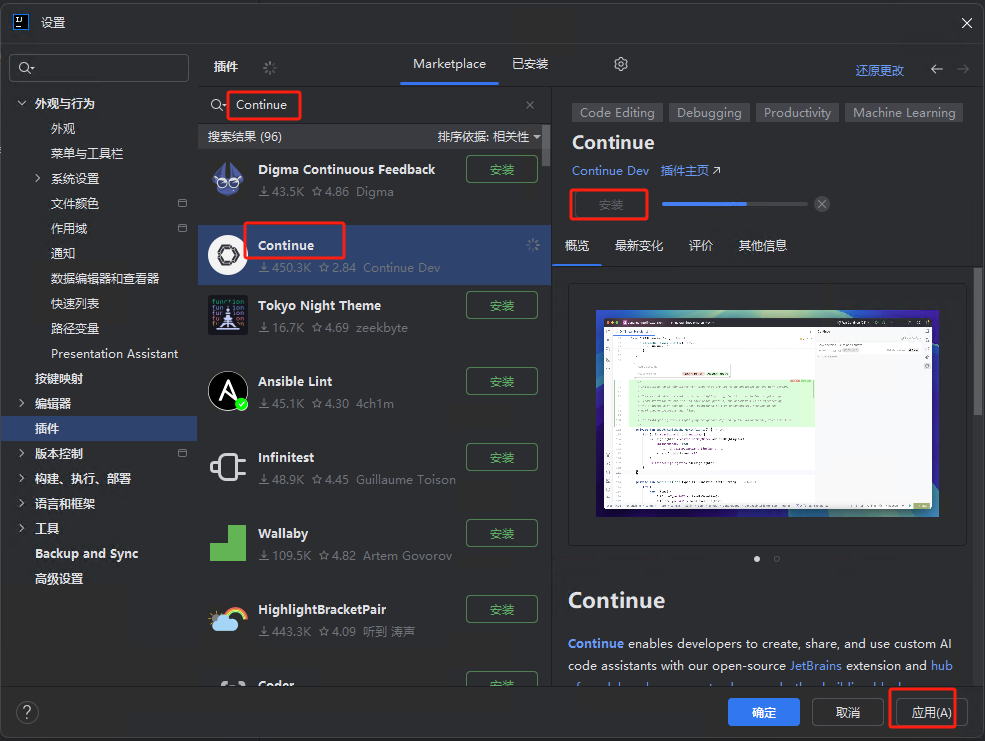 设置
插件
Marketplace
已安装
还原更改
外观与行为
外观
菜单与工具栏
系统设置
文件颜色
作用域
通知
数据编辑器和查看器
快速列表
路径变量
Presentation Assistant
按键映射
编辑器
插件
版本控制
构建、执行、部署
语言和框架
工具
Backup and Sync
高级设置
Continue
搜索结果 (96)
排序依据: 相关性
Digma Continuous Feedback
安装
43.5K 4.86 Digma
Continue
450.3K 2.84 Continue Dev
Tokyo Night Theme
安装
16.7K 4.69 zeekbyte
Ansible Lint
安装
45.1K 4.30 4ch1m
Infinitest
安装
48.9K 4.45 Guillaume Toison
Wallaby
安装
109.5K 4.82 Artem Govorov
HighlightBracketPair
安装
443.3K 4.09 听到 涛声
Coder
安装
Code Editing
Debugging
Productivity
Machine Learning
Continue
Continue Dev 插件主页
安装
概览
最新变化
评价
其他信息
Continue
Continue enables developers to create, share, and use custom AI
code assistants with our open-source JetBrains extension and hub
?
确定
取消
应用(A)